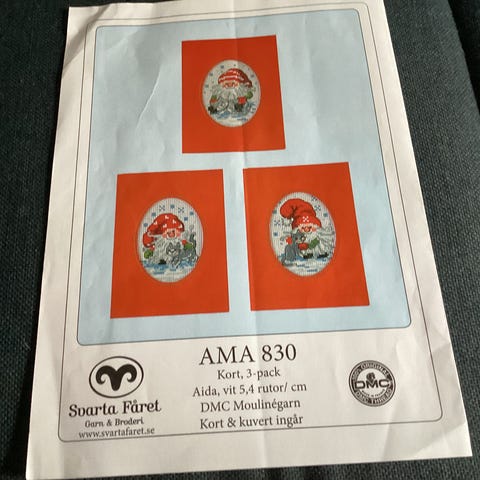 AMA 830
Kort, 3-pack
Aida, vit 5,4 rutor/ cm
DMC Moulinégarn
Kort & kuvert ingår
Svarta Fåret
Garn & Broderi
www.svartafaret.se
DMC